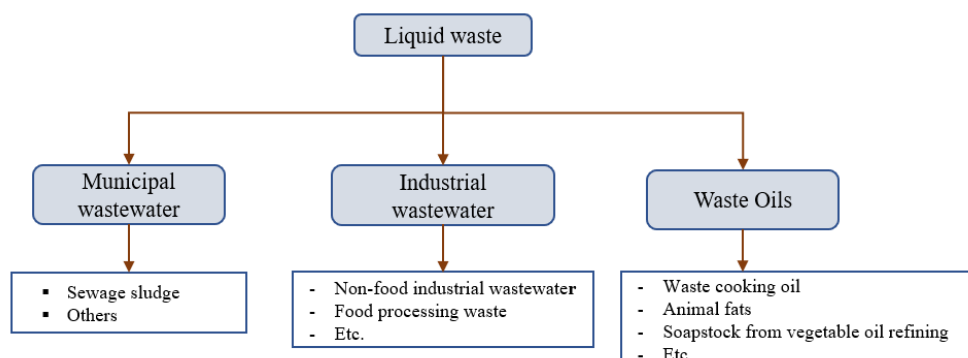 Liquid waste
Municipal
wastewater
Industrial
wastewater
Waste Oils
▪ Sewage sludge
▪ Others
- Non-food industrial wastewater
- Food processing waste
- Etc.
- Waste cooking oil
- Animal fats
- Soapstock from vegetable oil refining
- Etc